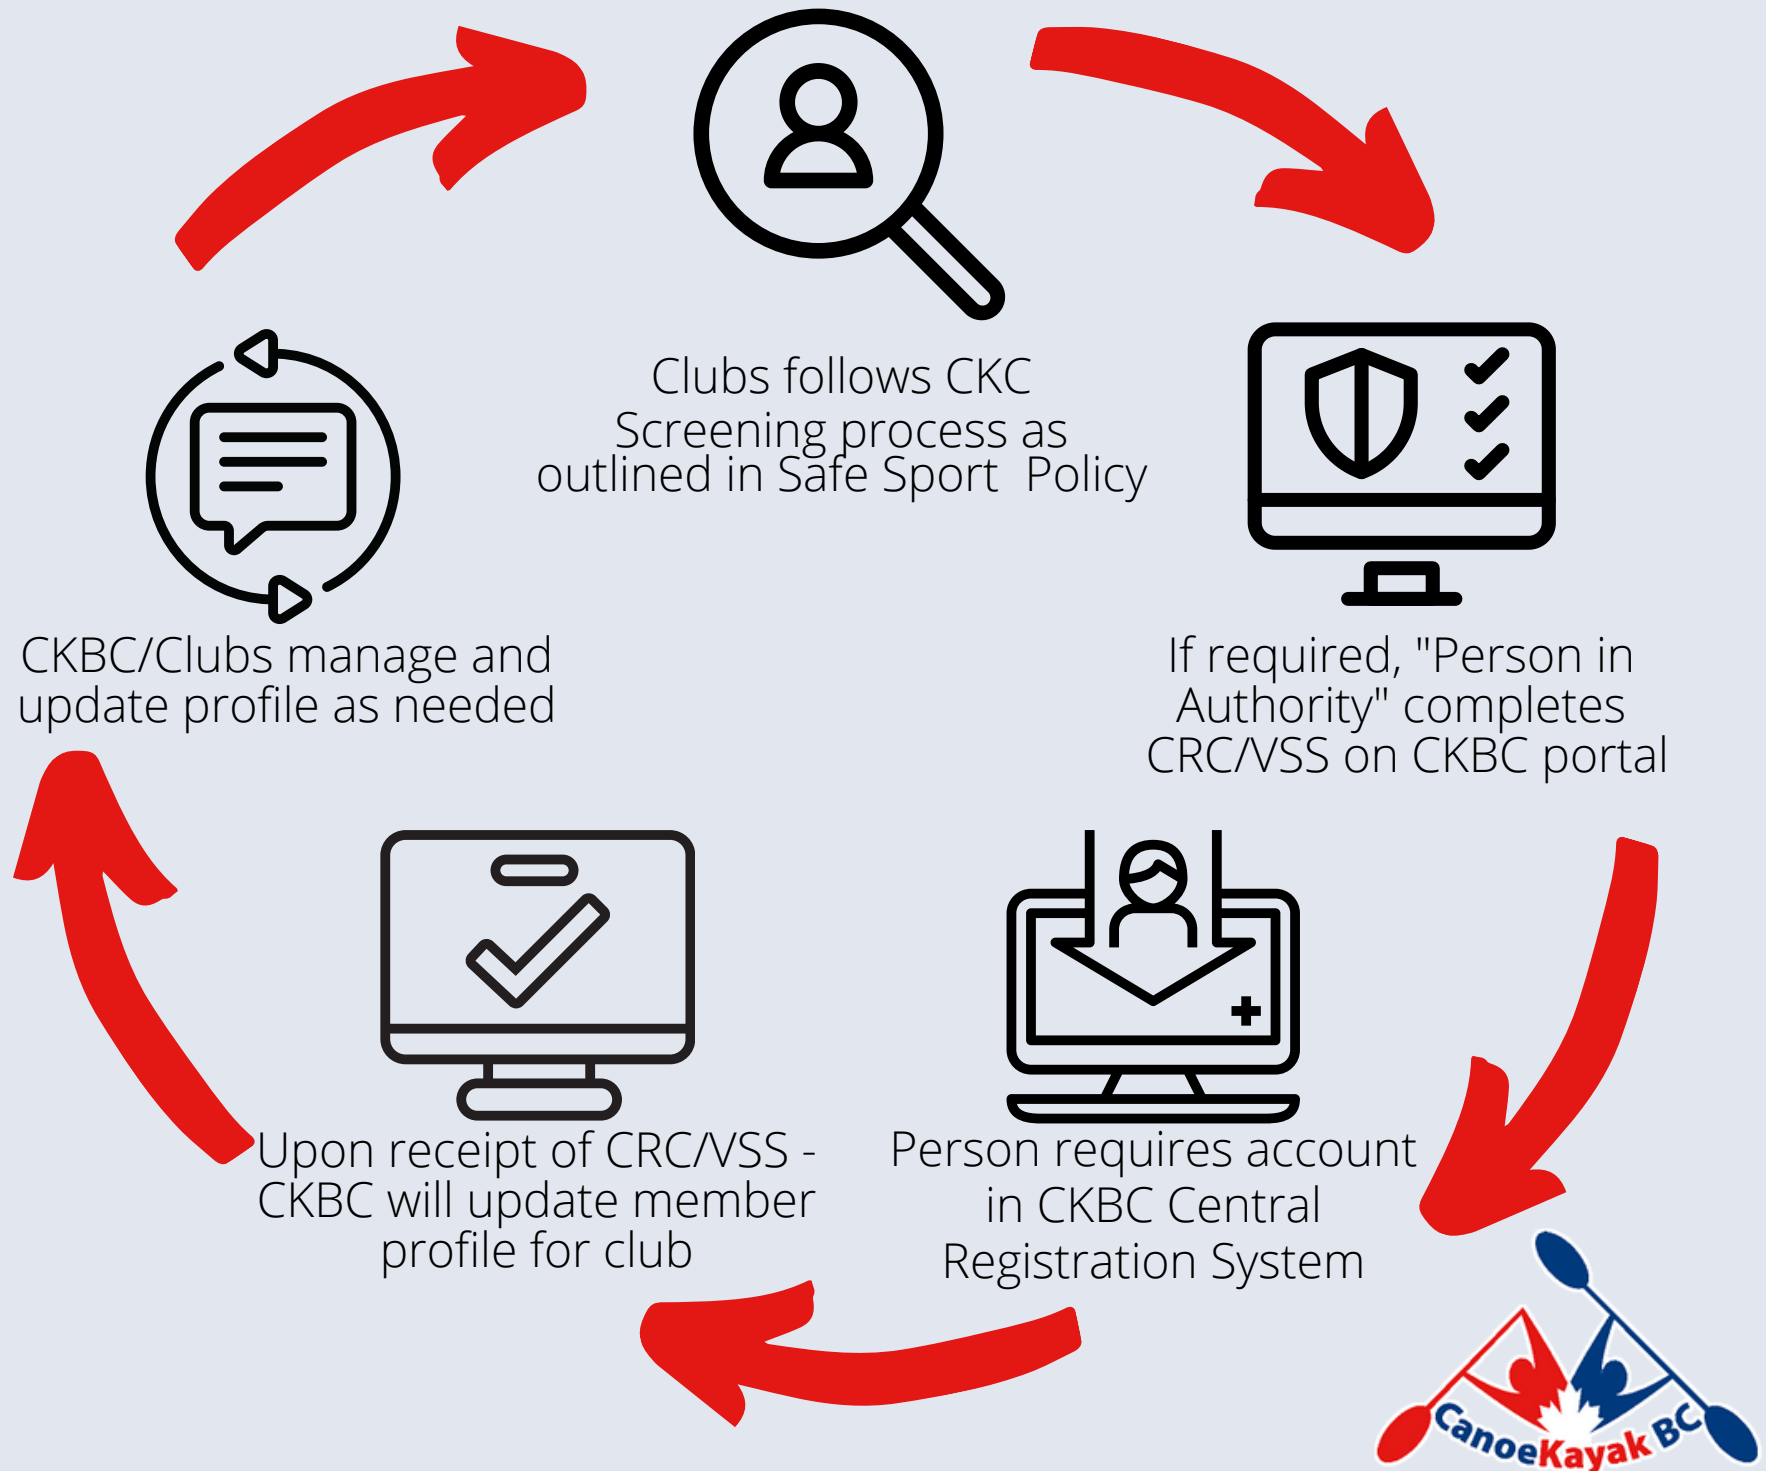 Clubs follows CKC
Screening process as
outlined in Safe Sport Policy
If required, "Person in
Authority" completes
CRC/VSS on CKBC portal
Person requires account
in CKBC Central
Registration System
Upon receipt of CRC/VSS -
CKBC will update member
profile for club
CKBC/Clubs manage and
update profile as needed
CanoeKayak BC